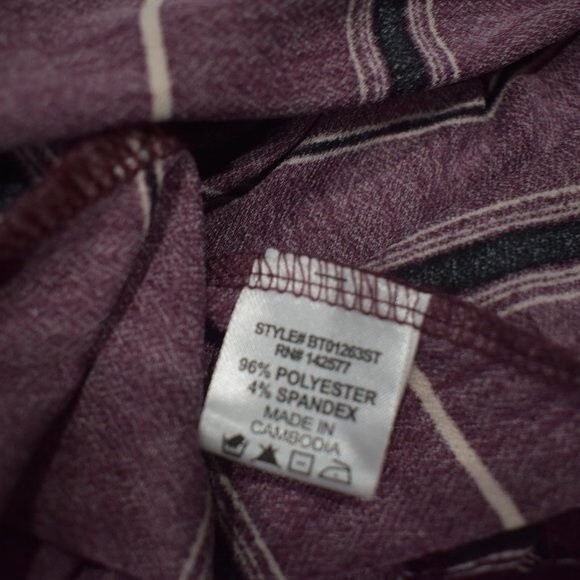 STYLE# BT01263ST
RN# 142577
96% POLYESTER
4% SPANDEX
MADE IN
CAMBODIA